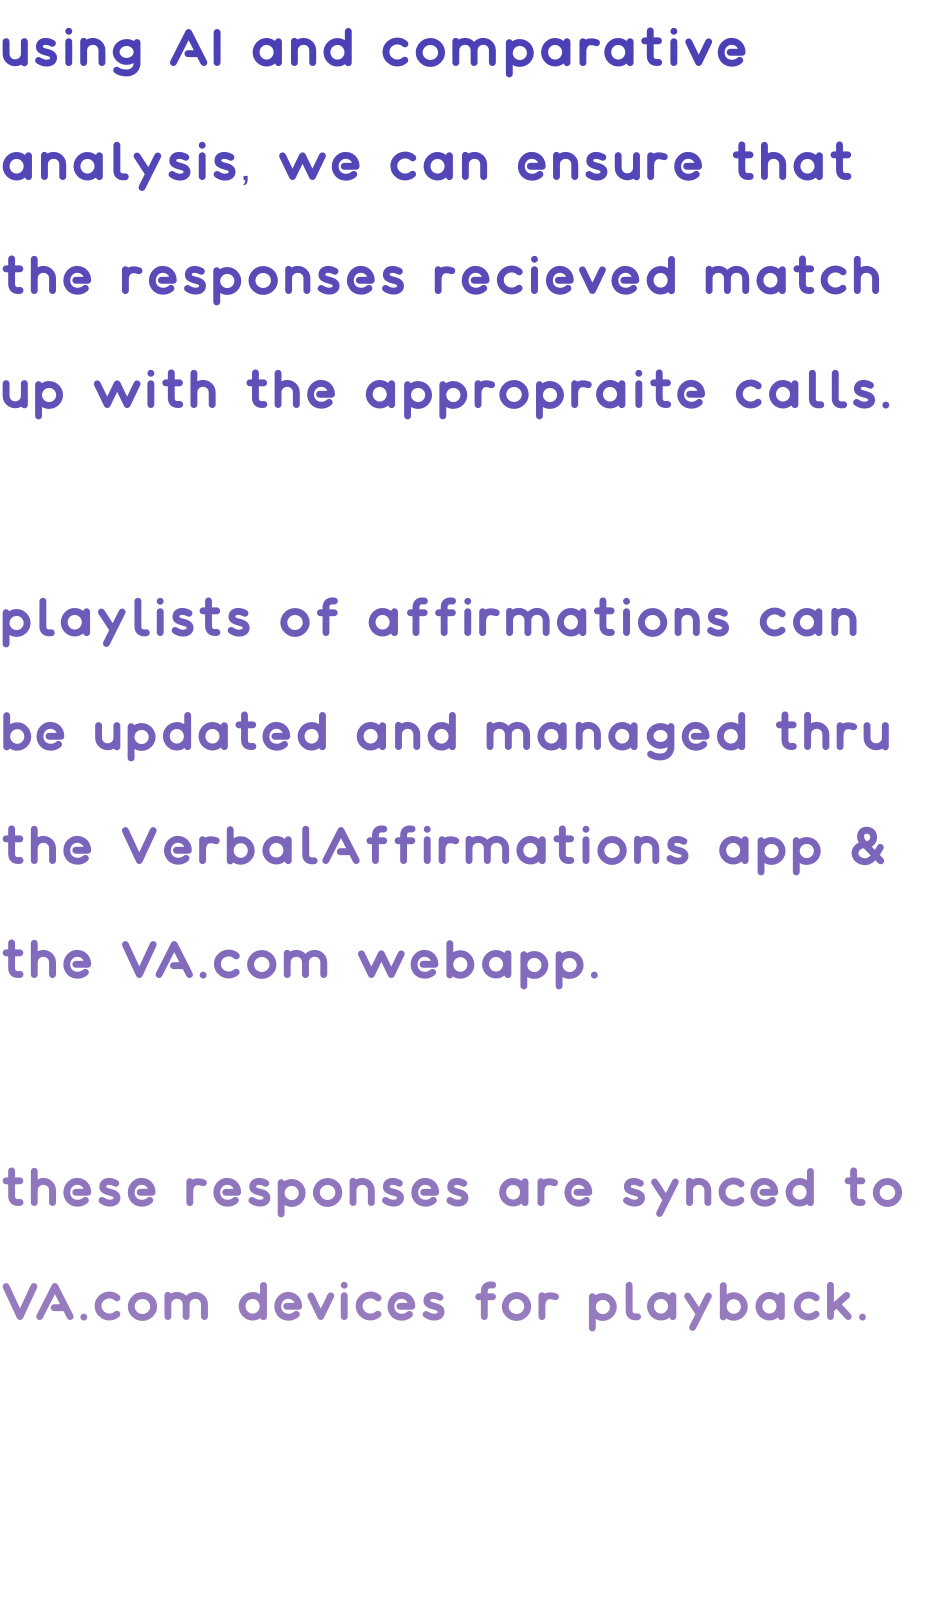 using AI and comparative
analysis, we can ensure that
the responses recieved match
up with the appropraite calls.
playlists of affirmations can
be updated and managed thru
the VerbalAffirmations app &
the VA.com webapp.
these responses are synced to
VA.com devices for playback.